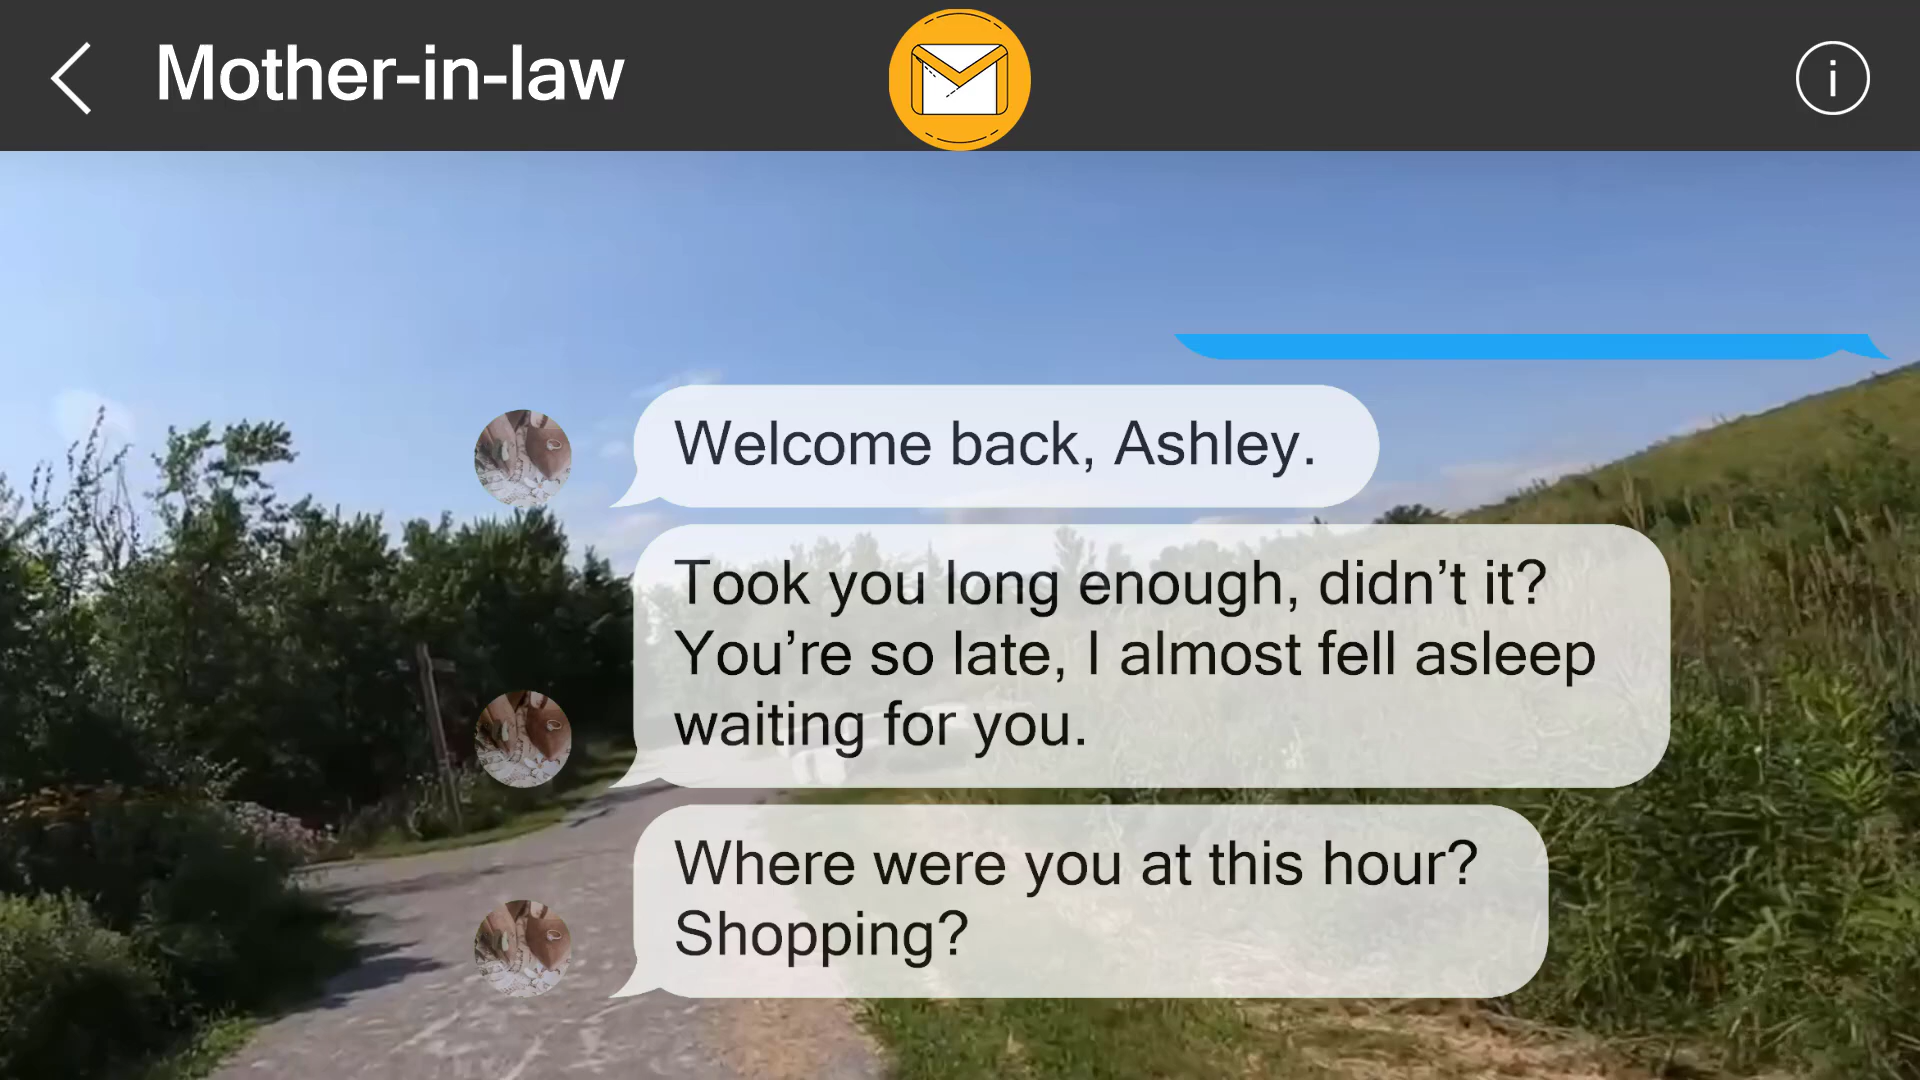 Mother-in-law
i
Welcome back, Ashley.
Took you long enough, didn’t it?
You’re so late, I almost fell asleep
waiting for you.
Where were you at this hour?
Shopping?